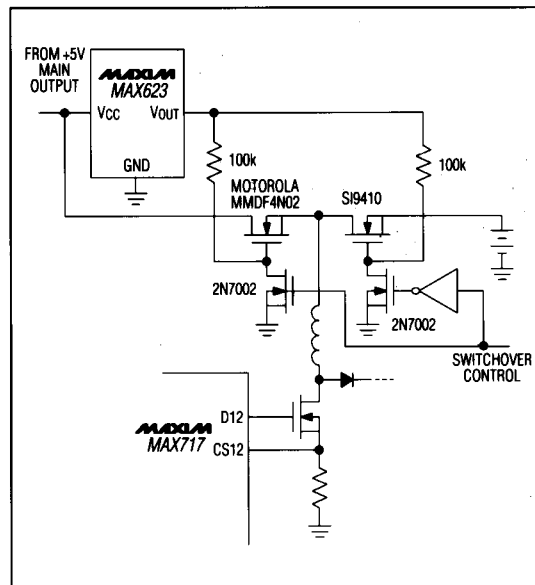 FROM +5V
MAIN
OUTPUT
MAXIM
MAX623
VCC
VOUT
GND
100k
100k
MOTOROLA
MMDF4N02
SI9410
2N7002
2N7002
SWITCHOVER
CONTROL
MAXIM
MAX717
D12
CS12